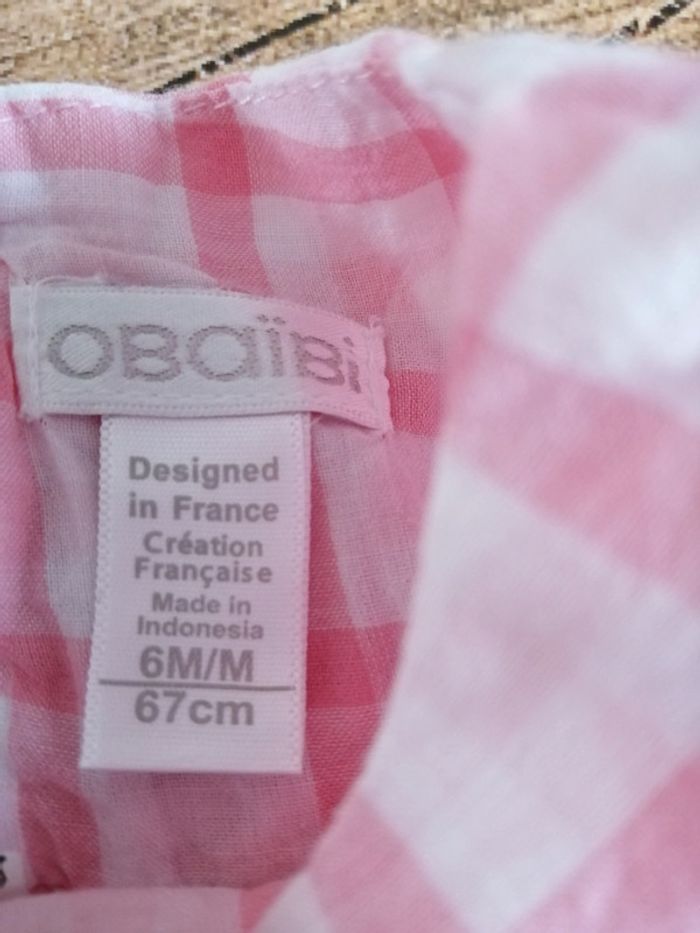 OBaïBi
Designed
in France
Création
Française
Made in
Indonesia
6M/M
67cm